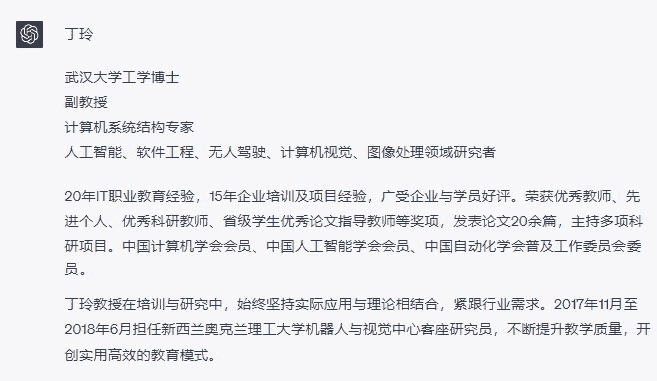 丁玲
武汉大学工学博士
副教授
计算机系统结构专家
人工智能、软件工程、无人驾驶、计算机视觉、图像处理领域研究者
20年IT职业教育经验，15年企业培训及项目经验，广受企业与学员好评。荣获优秀教师、先
进个人、优秀科研教师、省级学生优秀论文指导教师等奖项，发表论文20余篇，主持多项科
研项目。中国计算机学会会员、中国人工智能学会会员、中国自动化学会普及工作委员会委
员。
丁玲教授在培训与研究中，始终坚持实际应用与理论相结合，紧跟行业需求。2017年11月至
2018年6月担任新西兰奥克兰理工大学机器人与视觉中心客座研究员，不断提升教学质量，开
创实用高效的教育模式。